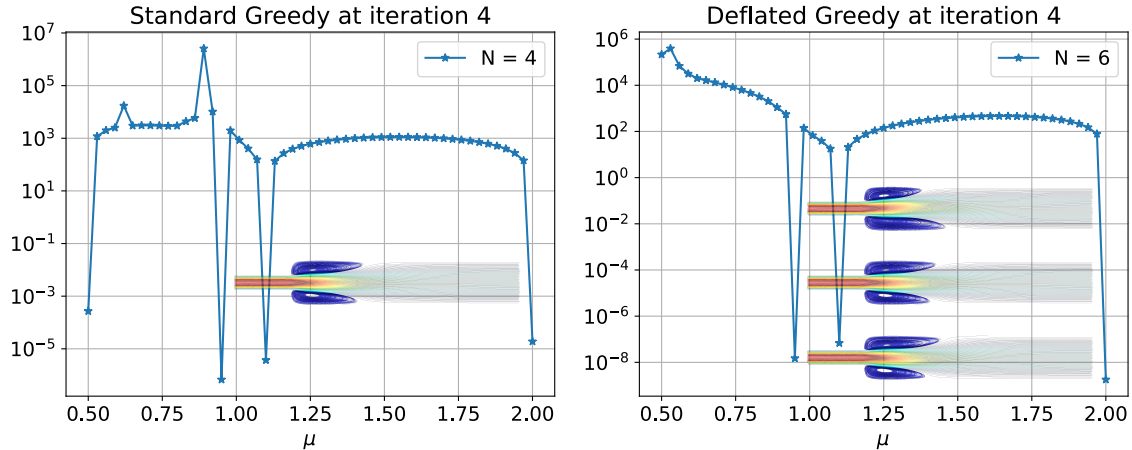 Standard Greedy at iteration 4
N = 4
10^7
10^5
10^3
10^1
10^−1
10^−3
10^−5
0.50 0.75 1.00 1.25 1.50 1.75 2.00
μ
Deflated Greedy at iteration 4
N = 6
10^6
10^4
10^2
10^0
10^−2
10^−4
10^−6
10^−8
0.50 0.75 1.00 1.25 1.50 1.75 2.00
μ